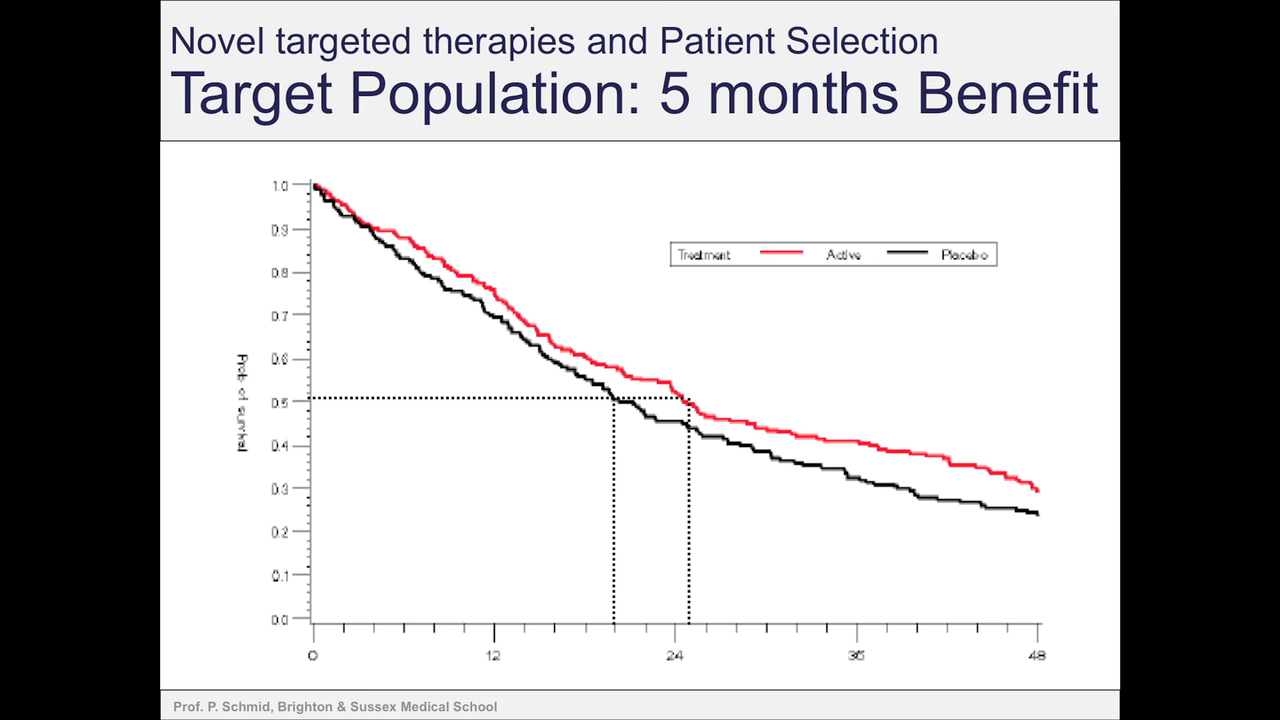 Novel targeted therapies and Patient Selection
Target Population: 5 months Benefit
1.0
0.9
0.8
0.7
0.6
0.5
0.4
0.3
0.2
0.1
0.0
Prob. of survival
Treatment Active Placebo
0 12 24 36 48
Prof. P. Schmid, Brighton & Sussex Medical School